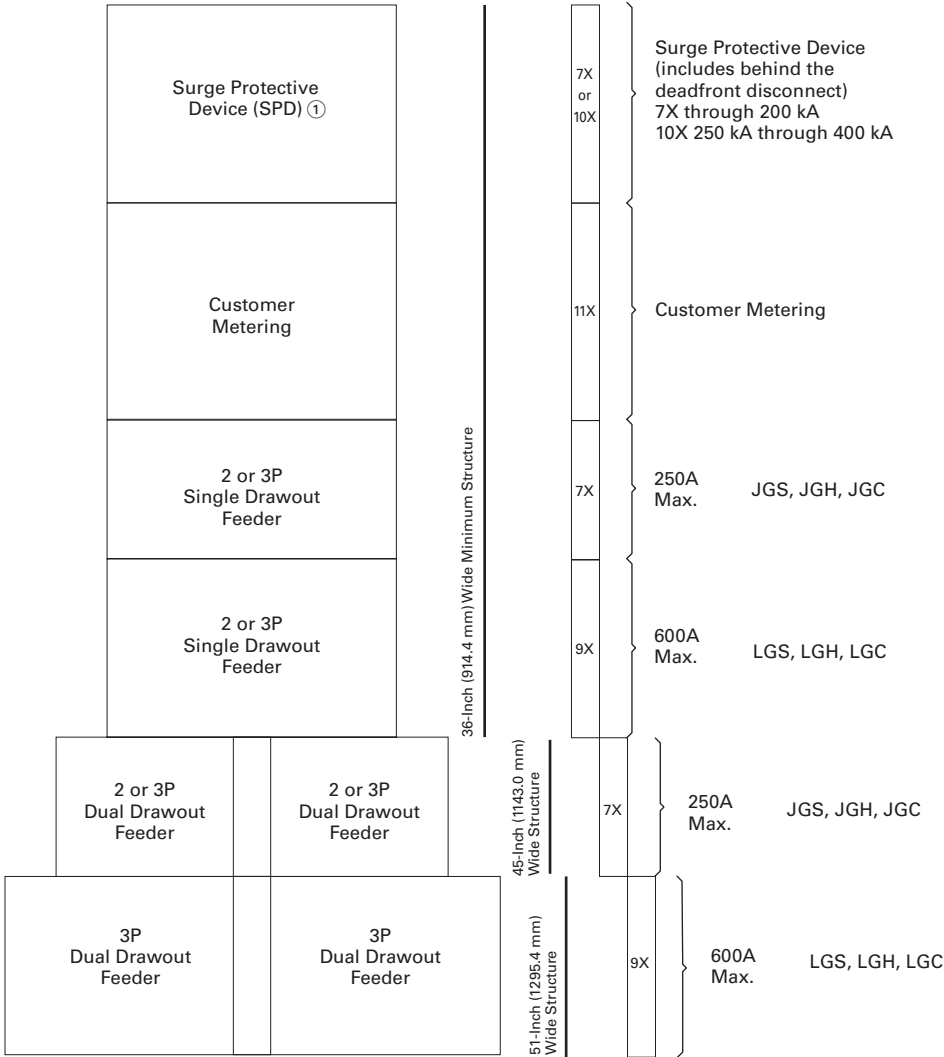 Surge Protective
Device (SPD) ①
7X
or
10X
Surge Protective Device
(includes behind the
deadfront disconnect)
7X through 200 kA
10X 250 kA through 400 kA
Customer
Metering
11X
Customer Metering
36-Inch (914.4 mm) Wide Minimum Structure
2 or 3P
Single Drawout
Feeder
7X
250A
Max.
JGS, JGH, JGC
2 or 3P
Single Drawout
Feeder
9X
600A
Max.
LGS, LGH, LGC
2 or 3P
Dual Drawout
Feeder
2 or 3P
Dual Drawout
Feeder
45-Inch (1143.0 mm)
Wide Structure
7X
250A
Max.
JGS, JGH, JGC
3P
Dual Drawout
Feeder
3P
Dual Drawout
Feeder
51-Inch (1295.4 mm)
Wide Structure
9X
600A
Max.
LGS, LGH, LGC